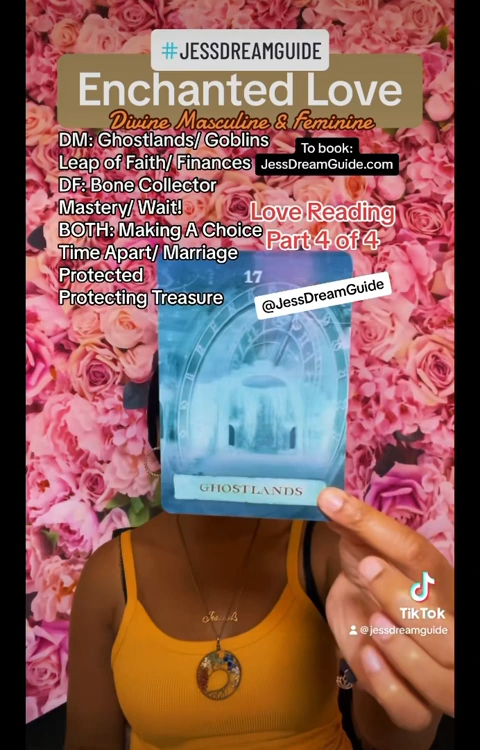 #JESSDREAMGUIDE
Enchanted Love
Divine Masculine & Feminine
DM: Ghostlands/ Goblins
Leap of Faith/ Finances
DF: Bone Collector
Mastery/ Wait!
BOTH: Making A Choice
Time Apart/ Marriage
Protected
Protecting Treasure
To book:
JessDreamGuide.com
Love Reading
Part 4 of 4
@JessDreamGuide
17
GHOSTLANDS
TikTok
@jessdreamguide